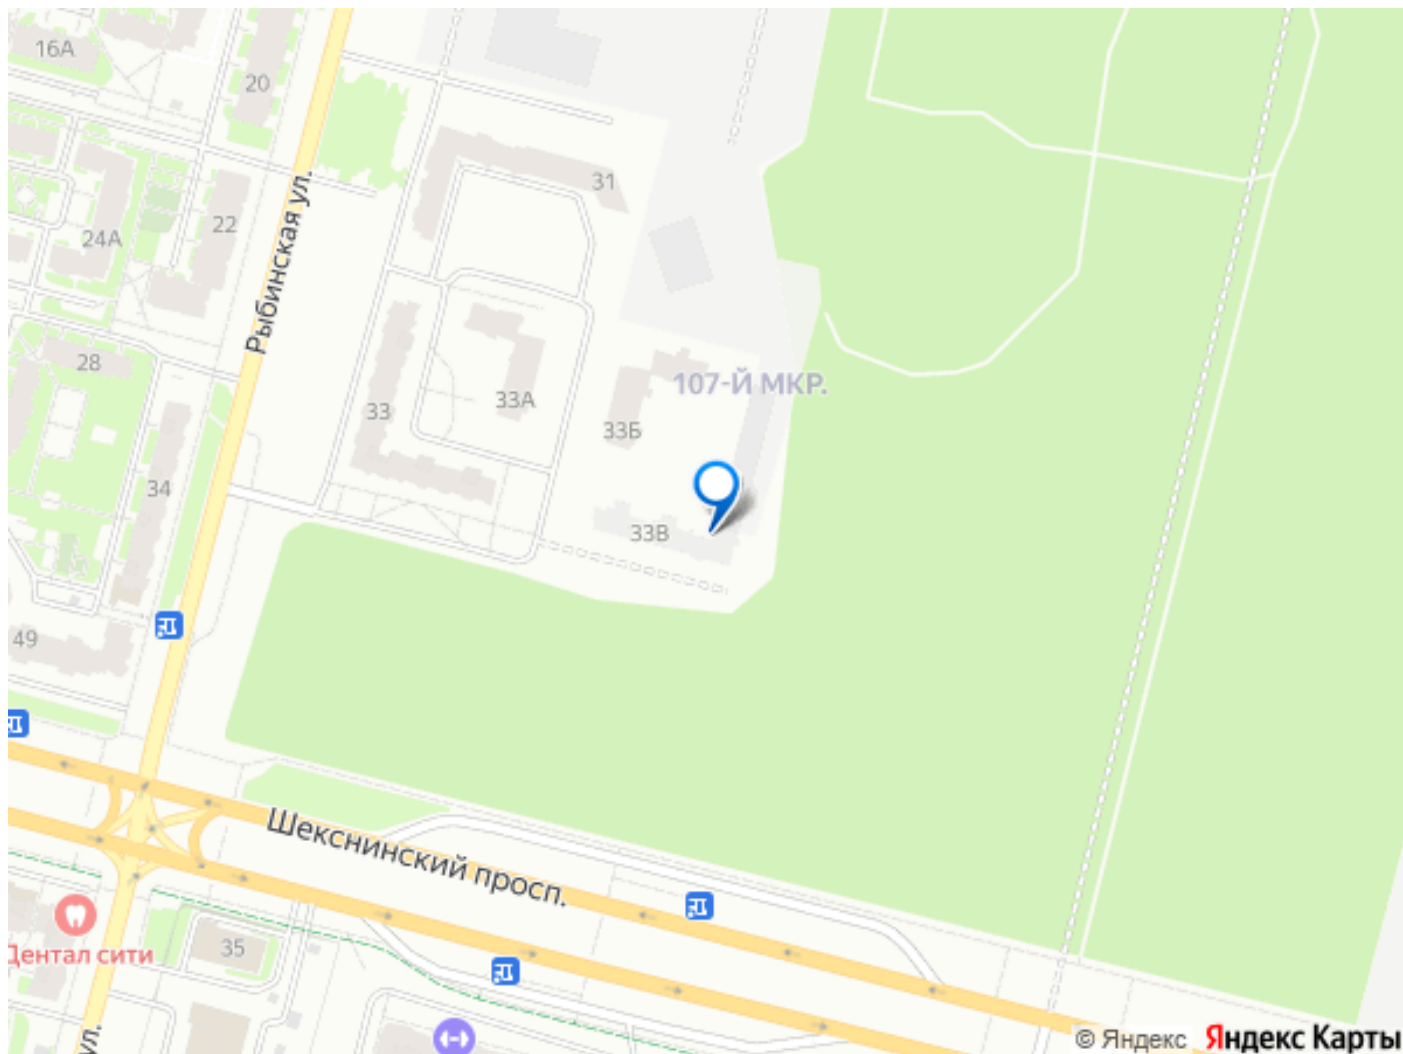 16А
20
31
22
24А
Рыбинская ул.
28
107-Й МКР.
33А
33
33Б
34
33В
49
Шекснинский просп.
35
Дентал сити
ул.
© Яндекс Яндекс Карты